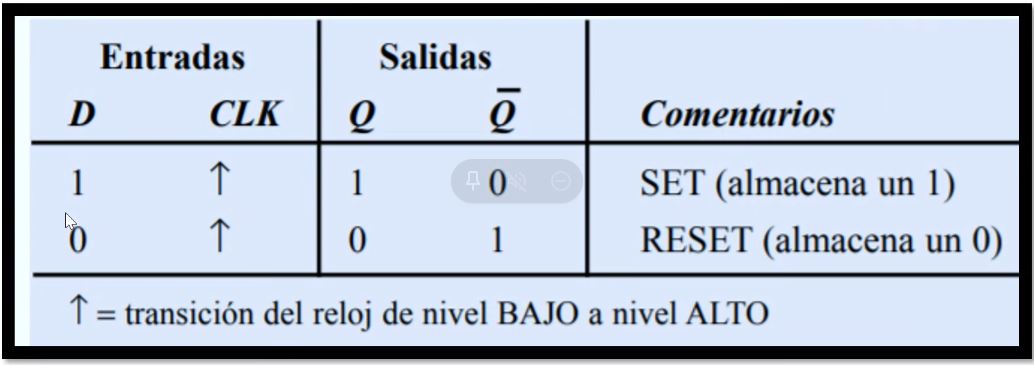 Entradas Salidas
D CLK Q Q̅ Comentarios
1 ↑ 1 0 SET (almacena un 1)
0 ↑ 0 1 RESET (almacena un 0)
↑ = transición del reloj de nivel BAJO a nivel ALTO